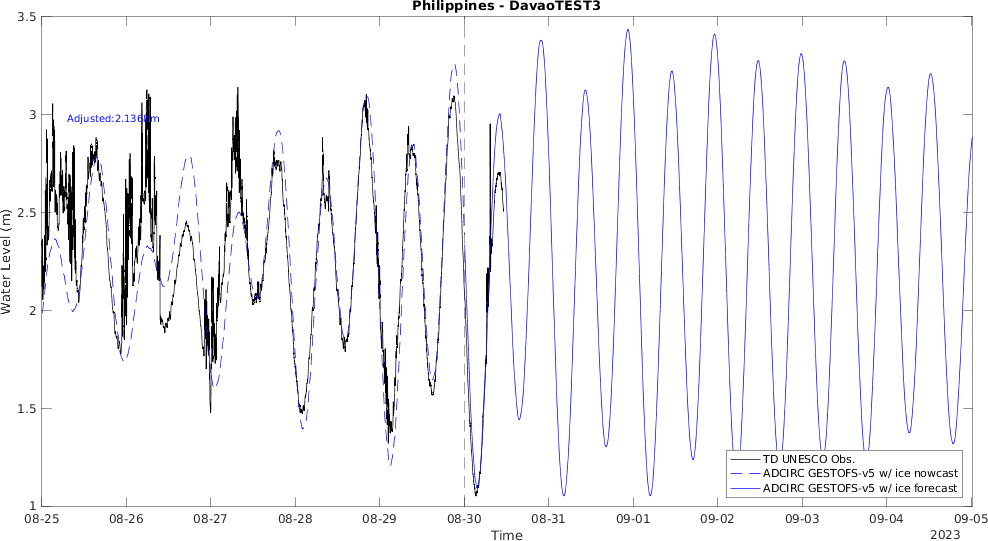 Philippines - DavaoTEST3
3.5
3
2.5
2
1.5
1
Water Level (m)
Adjusted:2.1368m
TD UNESCO Obs.
ADCIRC GESTOFS-v5 w/ ice nowcast
ADCIRC GESTOFS-v5 w/ ice forecast
08-25 08-26 08-27 08-28 08-29 08-30 08-31 09-01 09-02 09-03 09-04 09-05
Time
2023